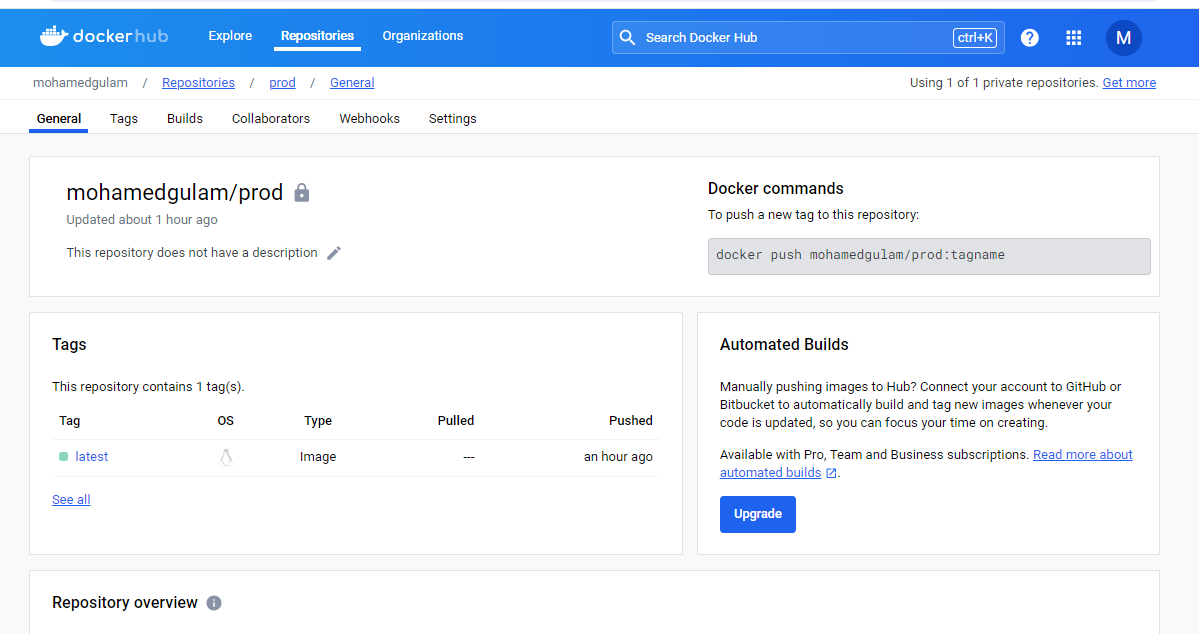 dockerhub Explore Repositories Organizations Search Docker Hub ctrl+K ? M
mohamedgulam / Repositories / prod / General Using 1 of 1 private repositories. Get more
General Tags Builds Collaborators Webhooks Settings
mohamedgulam/prod
Updated about 1 hour ago
This repository does not have a description
Docker commands
To push a new tag to this repository:
docker push mohamedgulam/prod:tagname
Tags
This repository contains 1 tag(s).
Tag OS Type Pulled Pushed
latest Image --- an hour ago
See all
Automated Builds
Manually pushing images to Hub? Connect your account to GitHub or
Bitbucket to automatically build and tag new images whenever your
code is updated, so you can focus your time on creating.
Available with Pro, Team and Business subscriptions. Read more about
automated builds .
Upgrade
Repository overview i